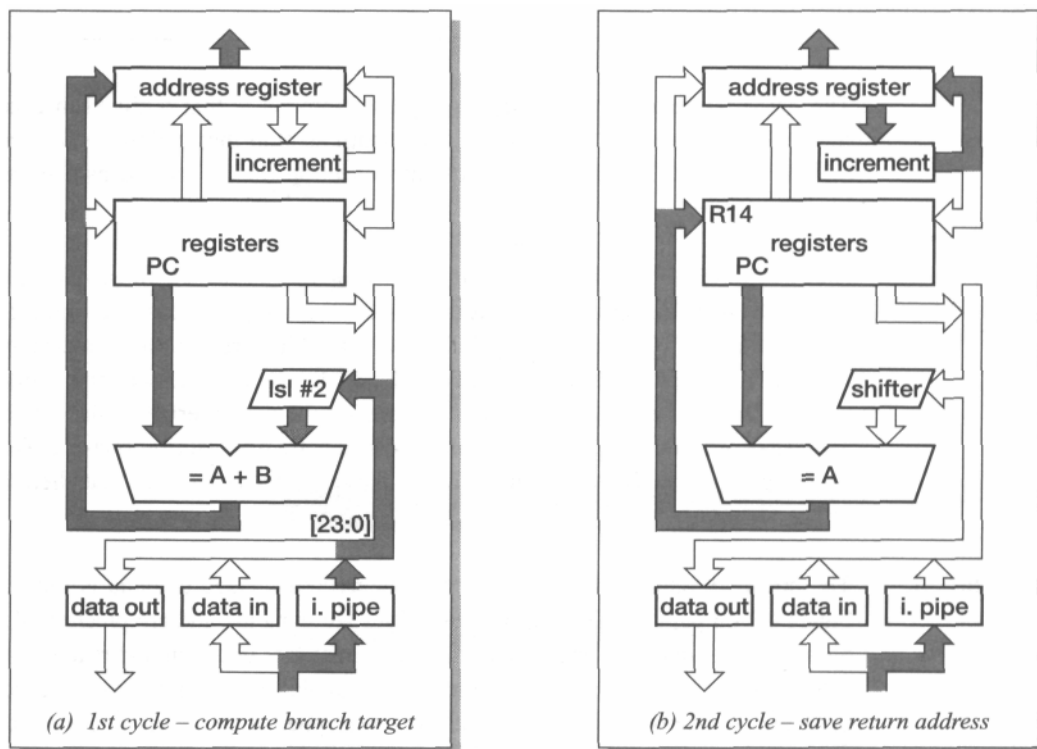 address register
increment
registers
PC
lsl #2
= A + B
[23:0]
data out
data in
i. pipe
(a) 1st cycle – compute branch target
address register
increment
R14
registers
PC
shifter
= A
data out
data in
i. pipe
(b) 2nd cycle – save return address